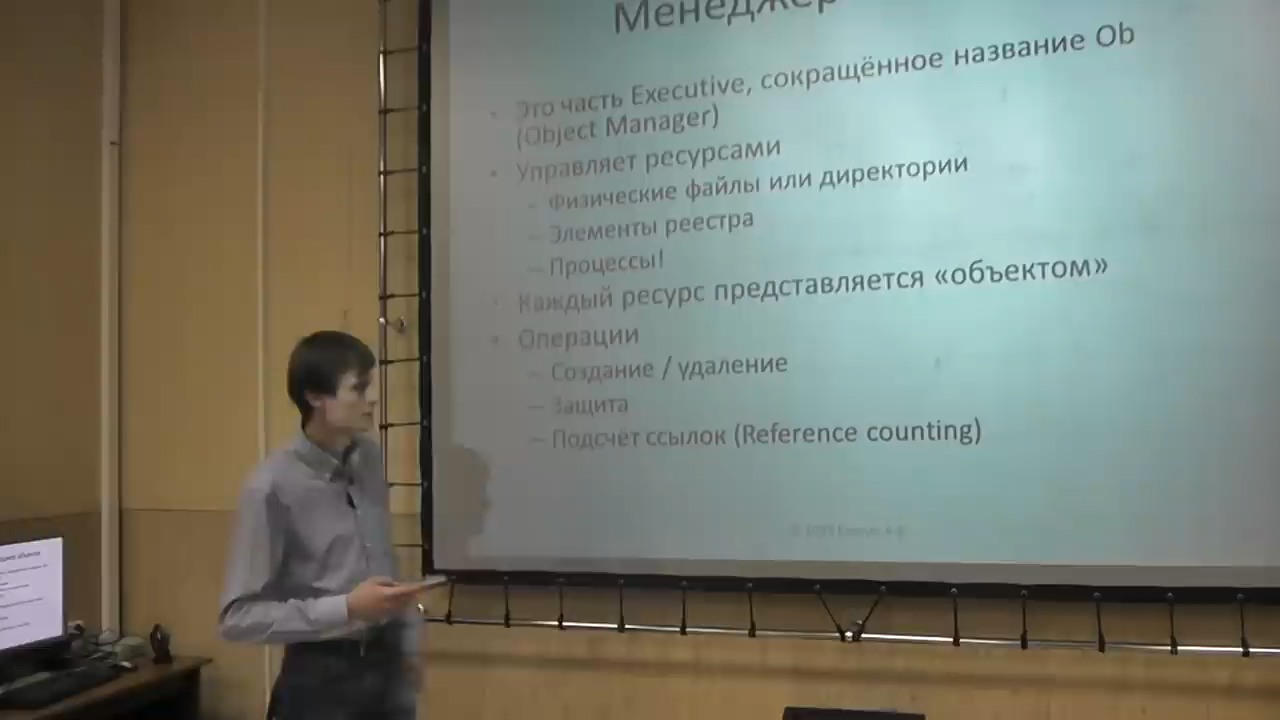 Менеджер
Это часть Executive, сокращённое название Ob
(Object Manager)
Управляет ресурсами
– Физические файлы или директории
– Элементы реестра
– Процессы!
Каждый ресурс представляется «объектом»
Операции
– Создание / удаление
– Защита
– Подсчёт ссылок (Reference counting)